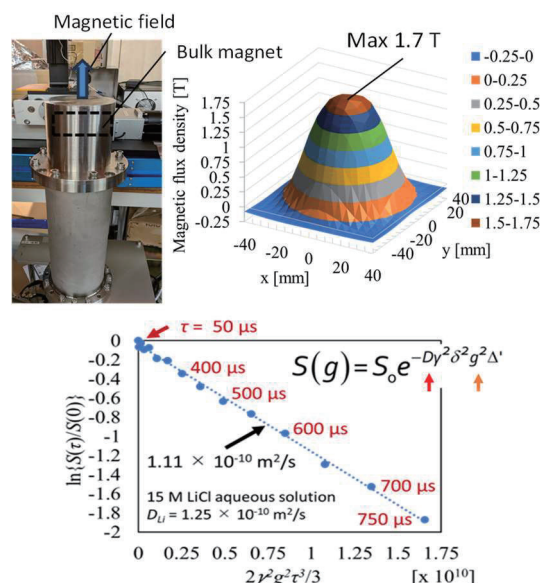 Magnetic field
Bulk magnet
Max 1.7 T
Magnetic flux density [T]
1.75
1.5
1.25
1
0.75
0.5
0.25
0
-0.25
-40
-20
0
20
40
x [mm]
-40
-20
0
20
40
y [mm]
-0.25-0
0-0.25
0.25-0.5
0.5-0.75
0.75-1
1-1.25
1.25-1.5
1.5-1.75
ln{S(τ)/S(0)}
0
-0.2
-0.4
-0.6
-0.8
-1
-1.2
-1.4
-1.6
-1.8
-2
τ = 50 μs
400 μs
500 μs
600 μs
700 μs
750 μs
S(g) = Sₒe^(-Dγ²δ²g²Δ')
1.11 × 10⁻¹⁰ m²/s
15 M LiCl aqueous solution
D_Li = 1.25 × 10⁻¹⁰ m²/s
0 0.25 0.5 0.75 1 1.25 1.5 1.75
2γ²g²τ³/3
[x 10¹⁰]